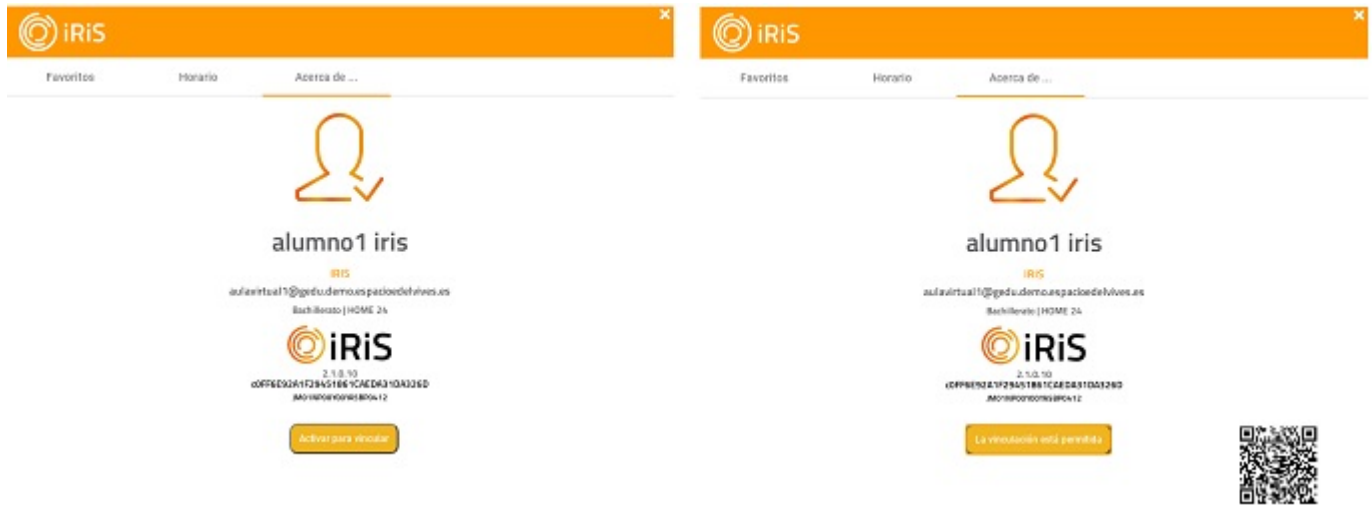 iRiS
Favoritos Horario Acerca de ...
alumno1 iris
IRIS
aulavirtual1@gedu.demo.espacioedelvives.es
Bachillerato | HOME 24
iRiS
2.1.0.10
Activar para vincular
iRiS
Favoritos Horario Acerca de ...
alumno1 iris
IRIS
aulavirtual1@gedu.demo.espacioedelvives.es
Bachillerato | HOME 24
iRiS
2.1.0.10
La vinculación está permitida